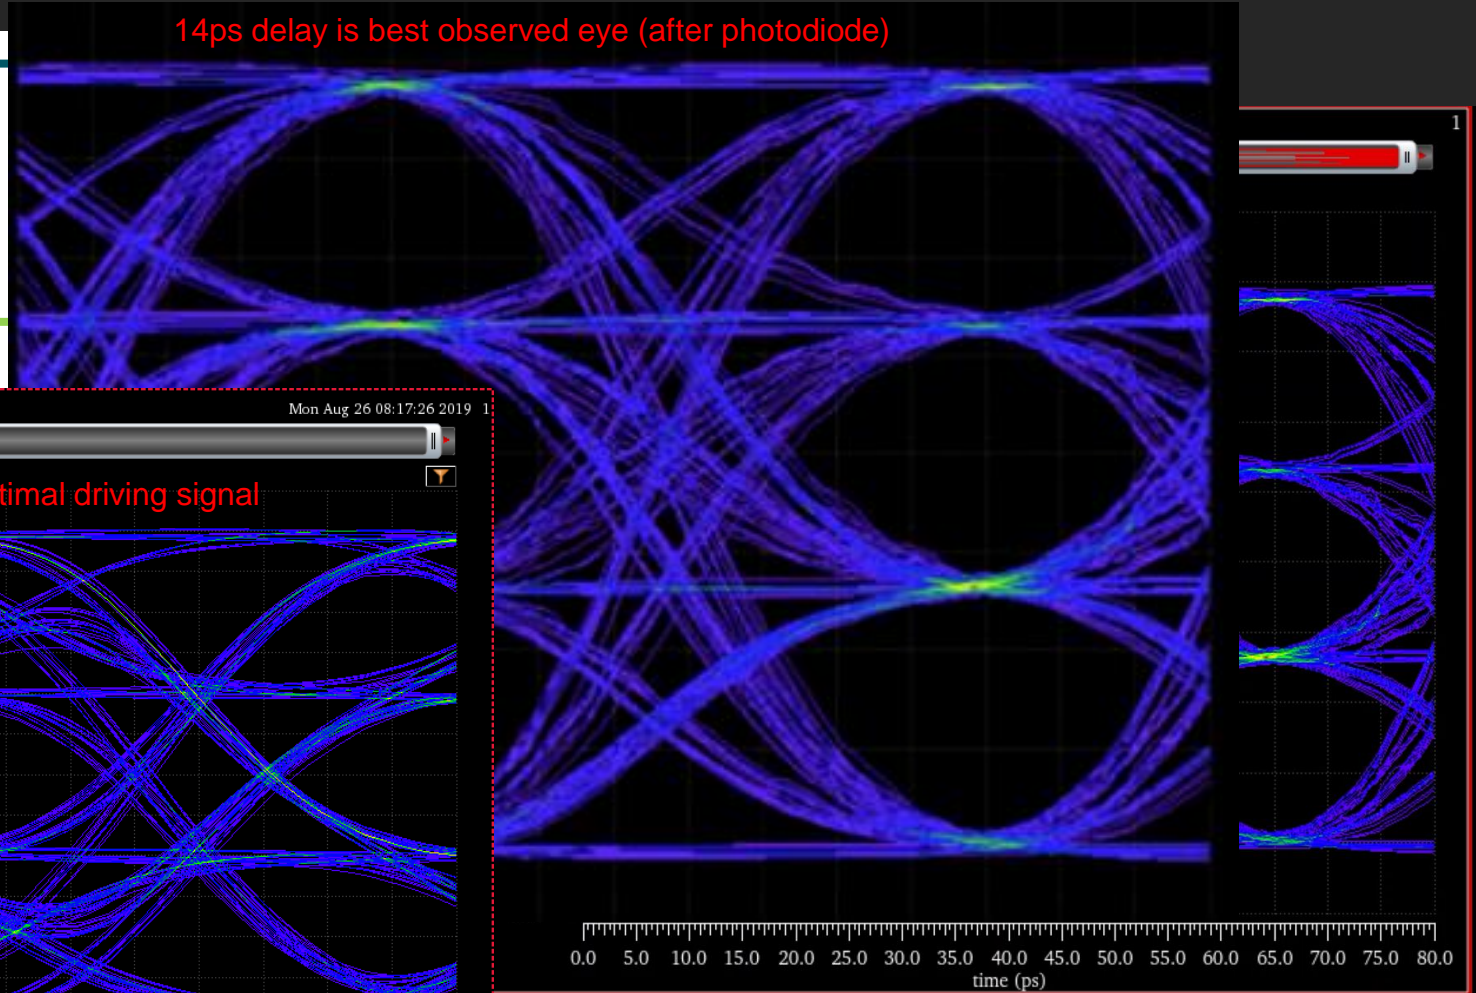 14ps delay is best observed eye (after photodiode)
1
Mon Aug 26 08:17:26 2019 1
timal driving signal
0.0 5.0 10.0 15.0 20.0 25.0 30.0 35.0 40.0 45.0 50.0 55.0 60.0 65.0 70.0 75.0 80.0
time (ps)